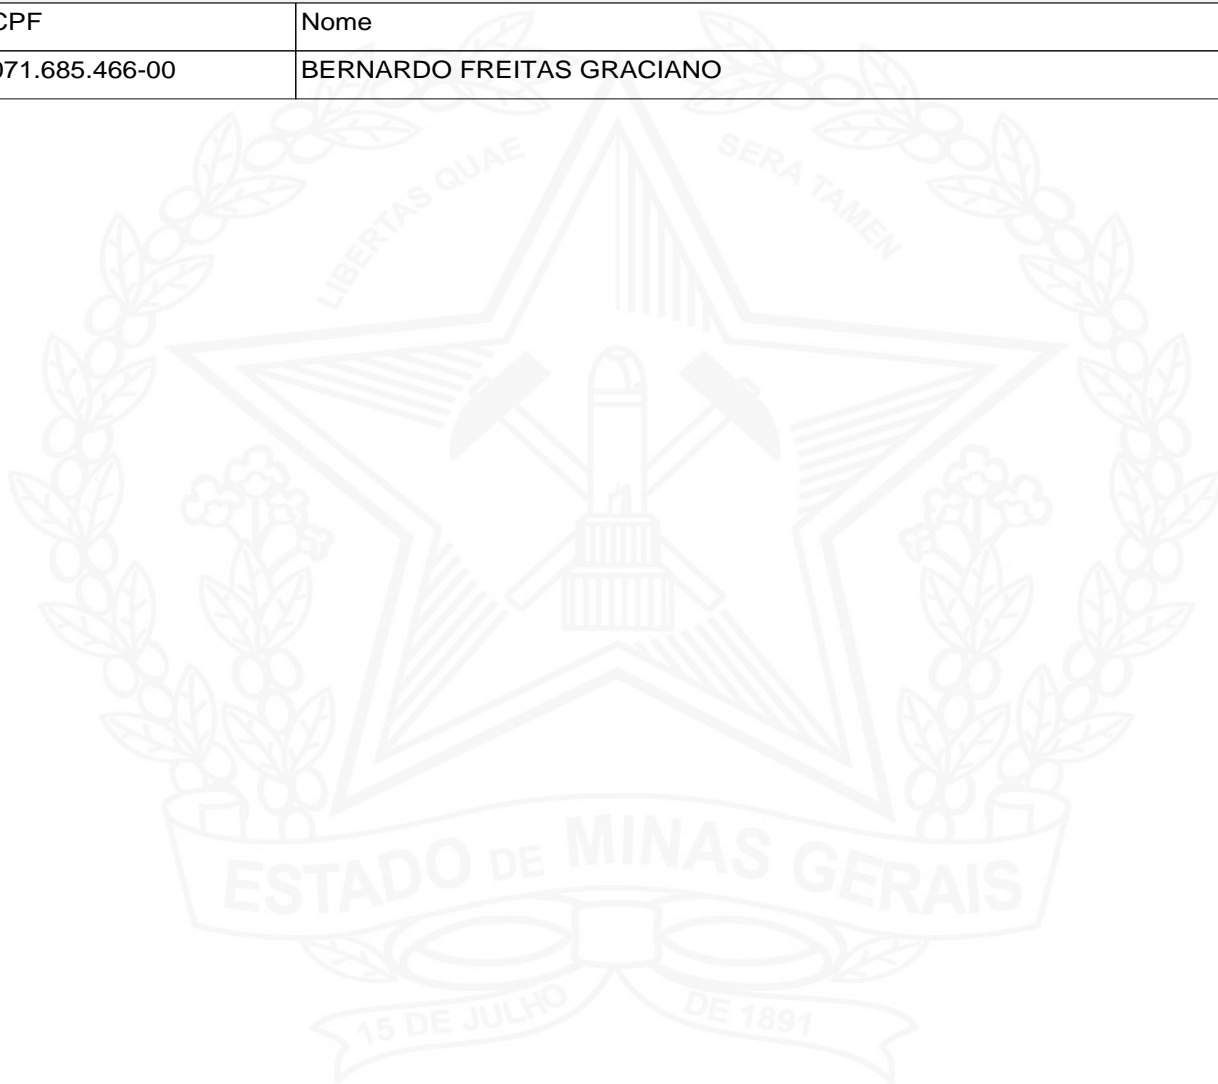 CPF Nome
071.685.466-00 BERNARDO FREITAS GRACIANO
LIBERTAS QUAE SERA TAMEN
ESTADO DE MINAS GERAIS
15 DE JULHO DE 1891